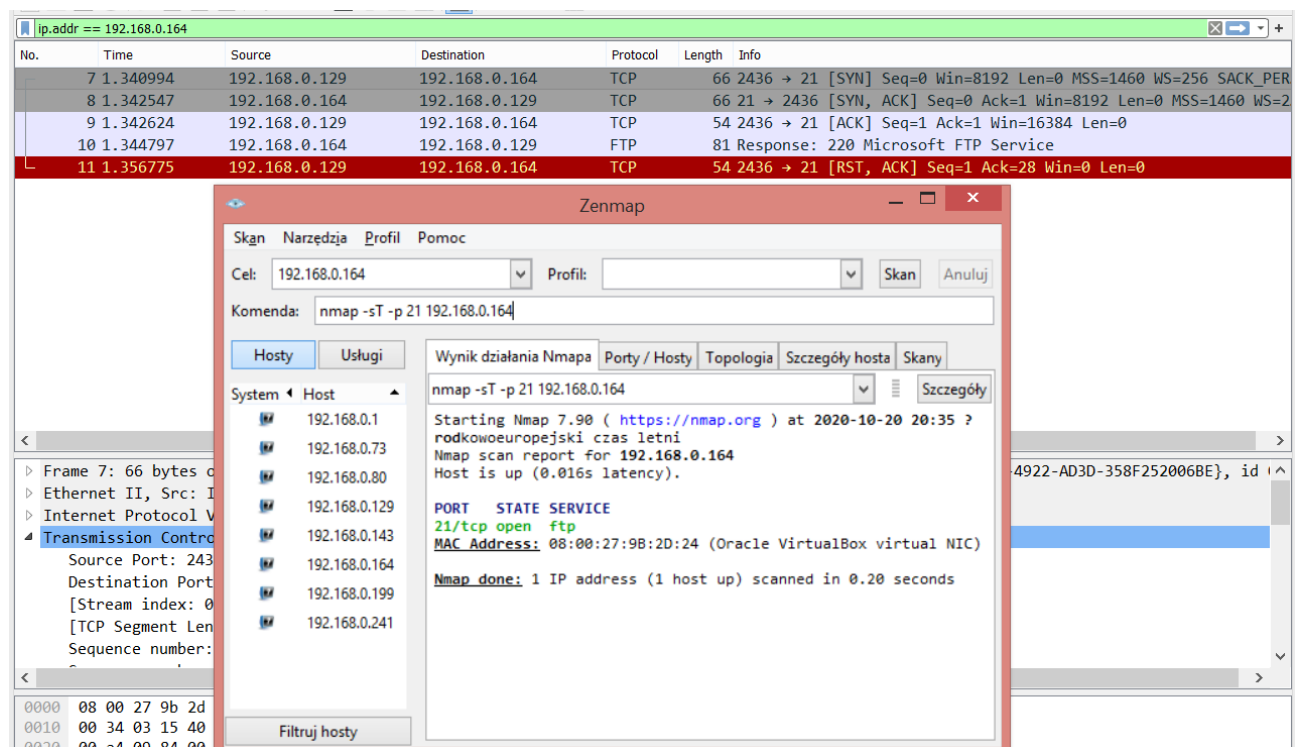 ip.addr == 192.168.0.164
No. Time Source Destination Protocol Length Info
7 1.340994 192.168.0.129 192.168.0.164 TCP 66 2436 → 21 [SYN] Seq=0 Win=8192 Len=0 MSS=1460 WS=256 SACK_PER
8 1.342547 192.168.0.164 192.168.0.129 TCP 66 21 → 2436 [SYN, ACK] Seq=0 Ack=1 Win=8192 Len=0 MSS=1460 WS=2
9 1.342624 192.168.0.129 192.168.0.164 TCP 54 2436 → 21 [ACK] Seq=1 Ack=1 Win=16384 Len=0
10 1.344797 192.168.0.164 192.168.0.129 FTP 81 Response: 220 Microsoft FTP Service
11 1.356775 192.168.0.129 192.168.0.164 TCP 54 2436 → 21 [RST, ACK] Seq=1 Ack=28 Win=0 Len=0
Zenmap
Skan Narzędzia Profil Pomoc
Cel: 192.168.0.164 Profil: Skan Anuluj
Komenda: nmap -sT -p 21 192.168.0.164
Hosty Usługi
System Host
192.168.0.1
192.168.0.73
192.168.0.80
192.168.0.129
192.168.0.143
192.168.0.164
192.168.0.199
192.168.0.241
Filtruj hosty
Wynik działania Nmapa Porty / Hosty Topologia Szczegóły hosta Skany
nmap -sT -p 21 192.168.0.164 Szczegóły
Starting Nmap 7.90 ( https://nmap.org ) at 2020-10-20 20:35 ?
rodkowoeuropejski czas letni
Nmap scan report for 192.168.0.164
Host is up (0.016s latency).
PORT STATE SERVICE
21/tcp open ftp
MAC Address: 08:00:27:9B:2D:24 (Oracle VirtualBox virtual NIC)
Nmap done: 1 IP address (1 host up) scanned in 0.20 seconds
Frame 7: 66 bytes -4922-AD3D-358F252006BE}, id
Ethernet II, Src:
Internet Protocol
Transmission Contro
Source Port: 243
Destination Port
[Stream index: 0
[TCP Segment Len
Sequence number:
0000 08 00 27 9b 2d
0010 00 34 03 15 40